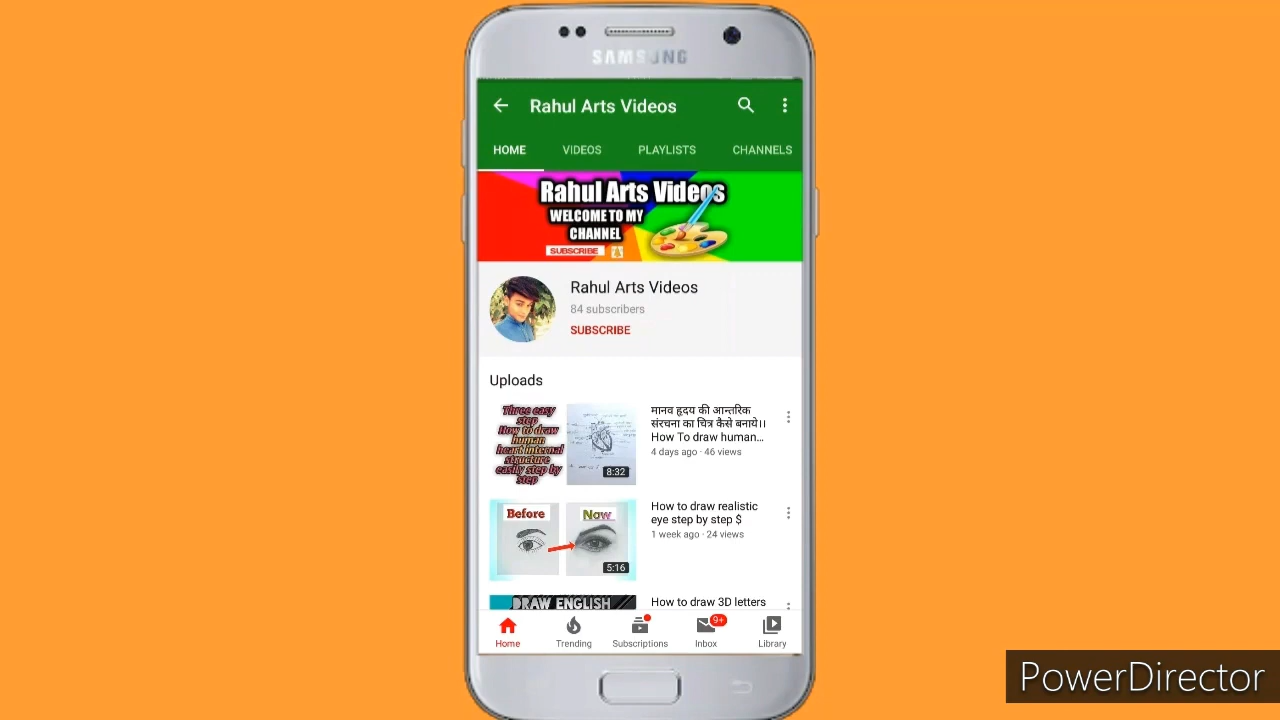 SAMSUNG
Rahul Arts Videos
HOME VIDEOS PLAYLISTS CHANNELS
Rahul Arts Videos
WELCOME TO MY
CHANNEL
SUBSCRIBE
Rahul Arts Videos
84 subscribers
SUBSCRIBE
Uploads
Three easy
step
How to draw
human
heart internal
structure
easily step by
step
8:32
मानव हृदय की आन्तरिक
संरचना का चित्र कैसे बनाये।।
How To draw human...
4 days ago · 46 views
Before
Now
5:16
How to draw realistic
eye step by step $
1 week ago · 24 views
DRAW ENGLISH
How to draw 3D letters
9+
Home Trending Subscriptions Inbox Library
PowerDirector